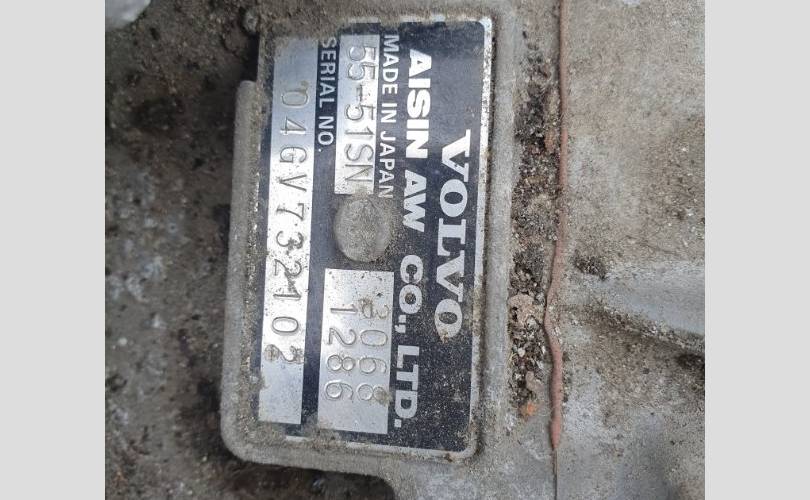 VOLVO
AISIN AW CO., LTD.
MADE IN JAPAN
55-51SN
3068
1286
SERIAL NO.
04GV732102